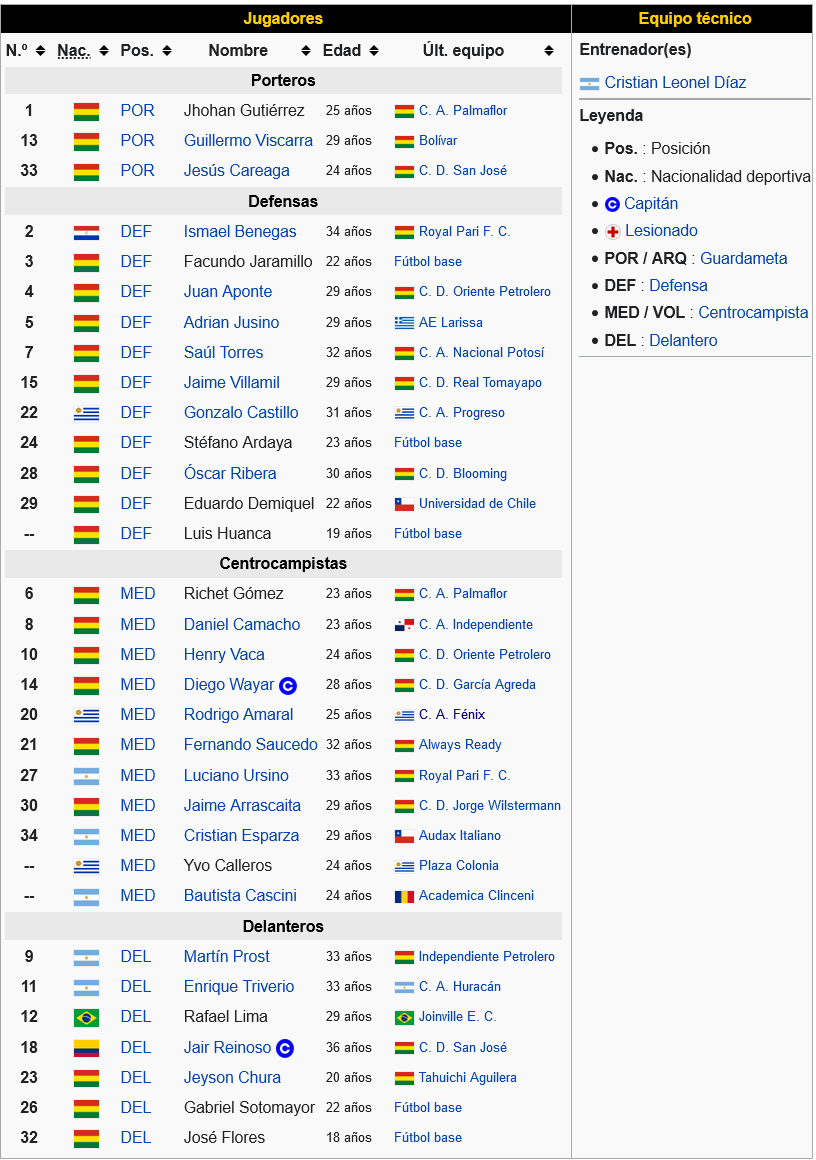 Jugadores
N.º Nac. Pos. Nombre Edad Últ. equipo
Porteros
1 POR Jhohan Gutiérrez 25 años C. A. Palmaflor
13 POR Guillermo Viscarra 29 años Bolívar
33 POR Jesús Careaga 24 años C. D. San José
Defensas
2 DEF Ismael Benegas 34 años Royal Pari F. C.
3 DEF Facundo Jaramillo 22 años Fútbol base
4 DEF Juan Aponte 29 años C. D. Oriente Petrolero
5 DEF Adrian Jusino 29 años AE Larissa
7 DEF Saúl Torres 32 años C. A. Nacional Potosí
15 DEF Jaime Villamil 29 años C. D. Real Tomayapo
22 DEF Gonzalo Castillo 31 años C. A. Progreso
24 DEF Stéfano Ardaya 23 años Fútbol base
28 DEF Óscar Ribera 30 años C. D. Blooming
29 DEF Eduardo Demiquel 22 años Universidad de Chile
-- DEF Luis Huanca 19 años Fútbol base
Centrocampistas
6 MED Richet Gómez 23 años C. A. Palmaflor
8 MED Daniel Camacho 23 años C. A. Independiente
10 MED Henry Vaca 24 años C. D. Oriente Petrolero
14 MED Diego Wayar C 28 años C. D. García Agreda
20 MED Rodrigo Amaral 25 años C. A. Fénix
21 MED Fernando Saucedo 32 años Always Ready
27 MED Luciano Ursino 33 años Royal Pari F. C.
30 MED Jaime Arrascaita 29 años C. D. Jorge Wilstermann
34 MED Cristian Esparza 29 años Audax Italiano
-- MED Yvo Calleros 24 años Plaza Colonia
-- MED Bautista Cascini 24 años Academica Clinceni
Delanteros
9 DEL Martín Prost 33 años Independiente Petrolero
11 DEL Enrique Triverio 33 años C. A. Huracán
12 DEL Rafael Lima 29 años Joinville E. C.
18 DEL Jair Reinoso C 36 años C. D. San José
23 DEL Jeyson Chura 20 años Tahuichi Aguilera
26 DEL Gabriel Sotomayor 22 años Fútbol base
32 DEL José Flores 18 años Fútbol base
Equipo técnico
Entrenador(es)
Cristian Leonel Díaz
Leyenda
• Pos. : Posición
• Nac. : Nacionalidad deportiva
• C Capitán
• Lesionado
• POR / ARQ : Guardameta
• DEF : Defensa
• MED / VOL : Centrocampista
• DEL : Delantero